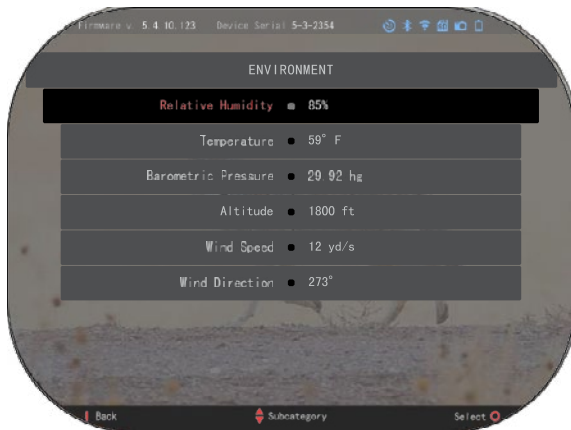 Firmware v 5.4.10.123 Device Serial 5-3-2354
ENVIRONMENT
Relative Humidity 85%
Temperature 59° F
Barometric Pressure 29.92 hg
Altitude 1800 ft
Wind Speed 12 yd/s
Wind Direction 273°
Back Subcategory Select